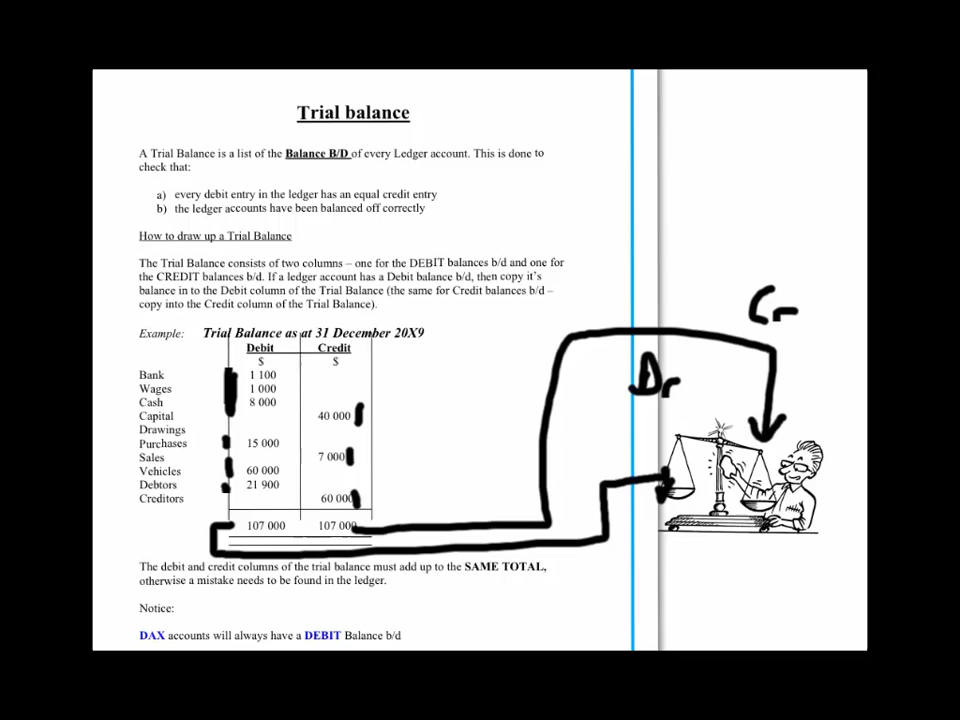 Trial balance
A Trial Balance is a list of the Balance B/D of every Ledger account. This is done to
check that:
a) every debit entry in the ledger has an equal credit entry
b) the ledger accounts have been balanced off correctly
How to draw up a Trial Balance
The Trial Balance consists of two columns – one for the DEBIT balances b/d and one for
the CREDIT balances b/d. If a ledger account has a Debit balance b/d, then copy it's
balance in to the Debit column of the Trial Balance (the same for Credit balances b/d –
copy into the Credit column of the Trial Balance).
Cr
Example: Trial Balance as at 31 December 20X9
Debit Credit
$ $
Dr
Bank 1 100
Wages 1 000
Cash 8 000
Capital 40 000
Drawings
Purchases 15 000
Sales 7 000
Vehicles 60 000
Debtors 21 900
Creditors 60 000
107 000 107 000
The debit and credit columns of the trial balance must add up to the SAME TOTAL,
otherwise a mistake needs to be found in the ledger.
Notice:
DAX accounts will always have a DEBIT Balance b/d